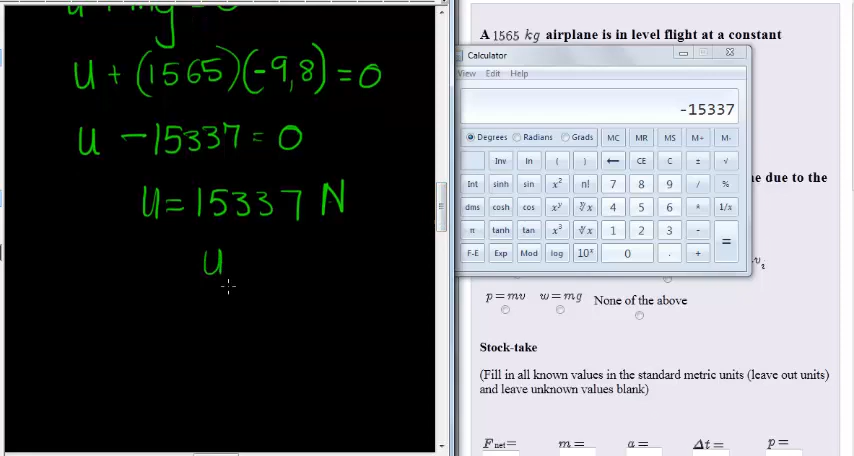 u + mg = 0
u + (1565)(-9,8) = 0
u - 15337 = 0
u = 15337 N
u
A 1565 kg airplane is in level flight at a constant
Calculator
View Edit Help
-15337
Degrees Radians Grads MC MR MS M+ M-
Inv ln ( ) ← CE C ± √
Int sinh sin x² n! 7 8 9 / %
dms cosh cos xʸ ʸ√x 4 5 6 * 1/x
π tanh tan x³ ³√x 1 2 3 - =
F-E Exp Mod log 10ˣ 0 . +
ne due to the
p = mv w = mg None of the above
Stock-take
(Fill in all known values in the standard metric units (leave out units)
and leave unknown values blank)
F net = m = a = Δt = p =